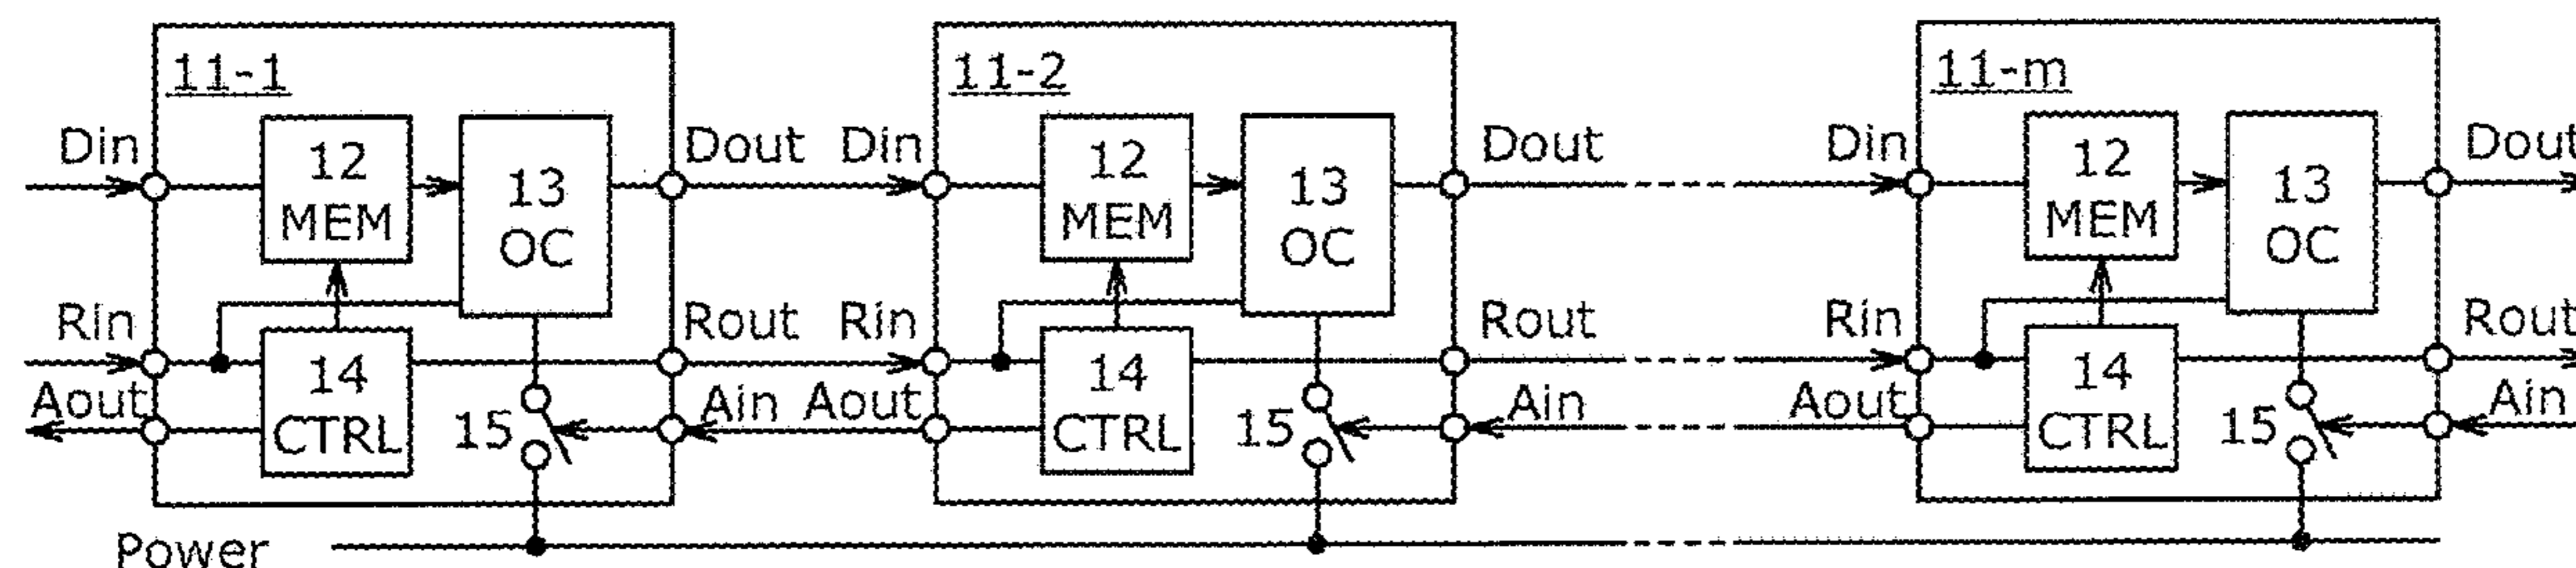 11-1
11-2
11-m
Din
12
MEM
13
OC
Dout
Din
12
MEM
13
OC
Dout
Din
12
MEM
13
OC
Dout
Rin
14
CTRL
Rout
Rin
14
CTRL
Rout
Rin
14
CTRL
Rout
Aout
15
Ain
Aout
15
Ain
Aout
15
Ain
Power